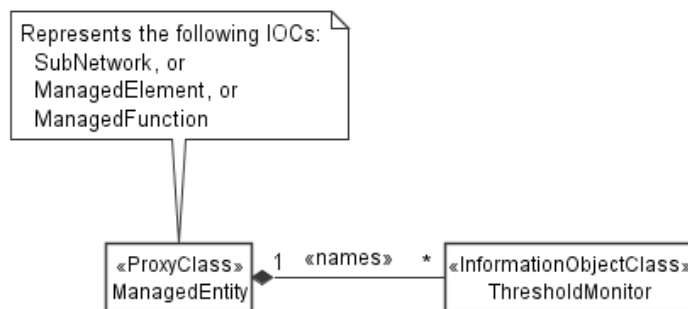 Represents the following IOCs:
SubNetwork, or
ManagedElement, or
ManagedFunction
«ProxyClass»
ManagedEntity
1 «names» *
«InformationObjectClass»
ThresholdMonitor